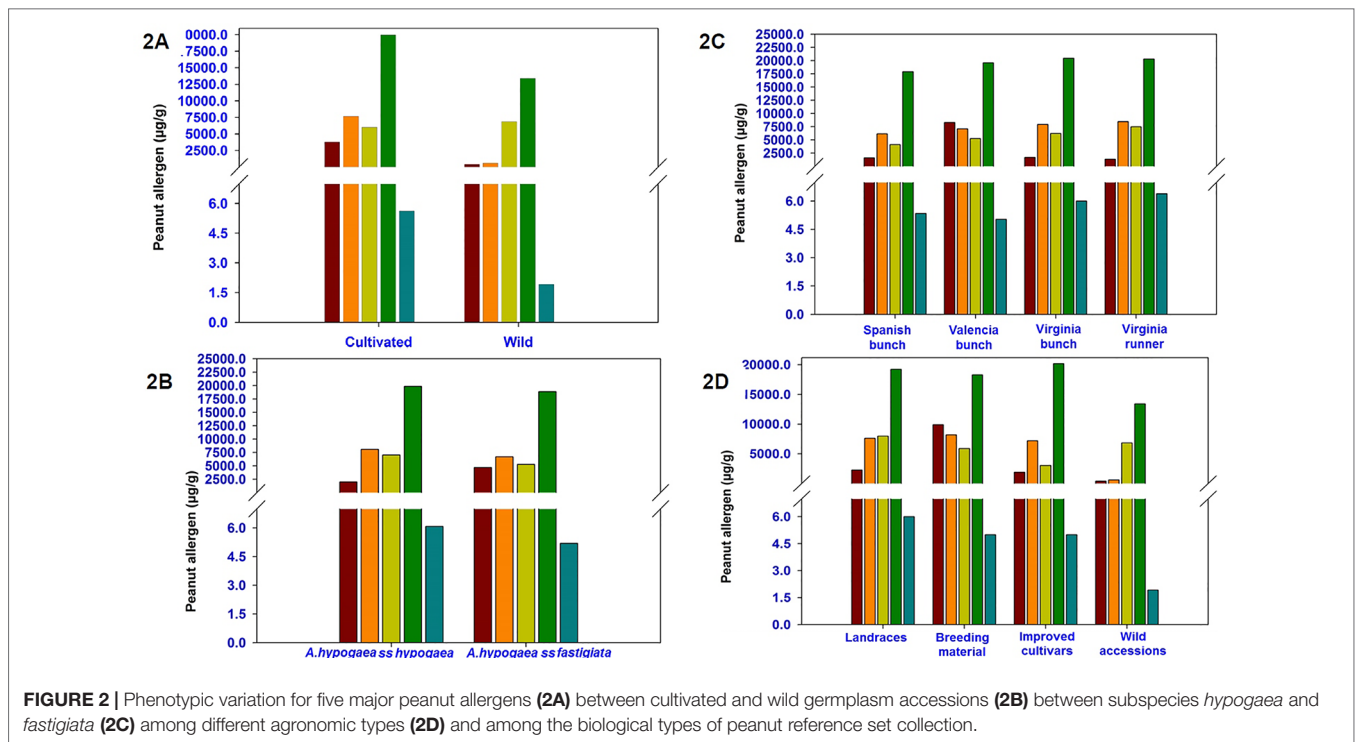 2A
Peanut allergen (µg/g)
0000.0
.7500.0
15000.0
12500.0
10000.0
7500.0
5000.0
2500.0
6.0
4.5
3.0
1.5
0.0
Cultivated Wild
2C
Peanut allergen (µg/g)
25000.0
22500.0
20000.0
17500.0
15000.0
12500.0
10000.0
7500.0
5000.0
2500.0
6.0
4.5
3.0
1.5
0.0
Spanish bunch
Valencia bunch
Virginia bunch
Virginia runner
2B
Peanut allergen (µg/g)
25000.0
22500.0
20000.0
17500.0
15000.0
12500.0
10000.0
7500.0
5000.0
2500.0
6.0
4.5
3.0
1.5
0.0
A.hypogaea ss hypogaea A.hypogaea ss fastigiata
2D
Peanut allergen (µg/g)
20000.0
15000.0
10000.0
5000.0
6.0
4.5
3.0
1.5
0.0
Landraces
Breeding material
Improved cultivars
Wild accessions
FIGURE 2 | Phenotypic variation for five major peanut allergens (2A) between cultivated and wild germplasm accessions (2B) between subspecies hypogaea and
fastigiata (2C) among different agronomic types (2D) and among the biological types of peanut reference set collection.